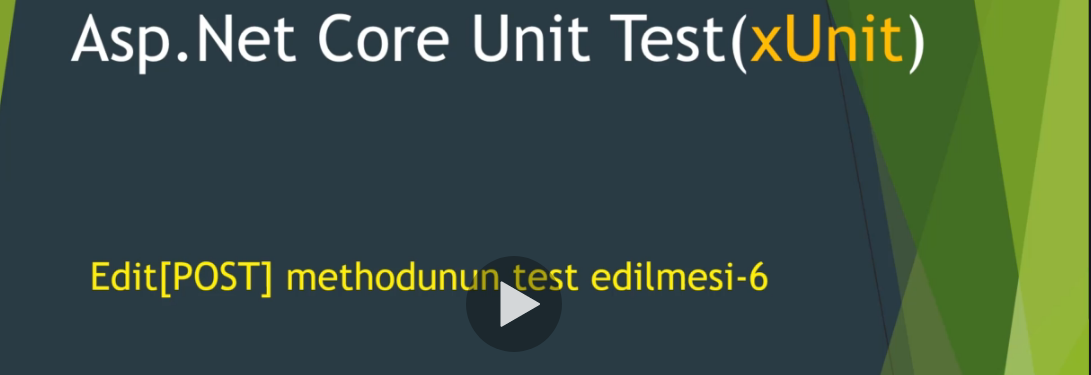 Asp.Net Core Unit Test(xUnit)
Edit[POST] methodunun test edilmesi-6